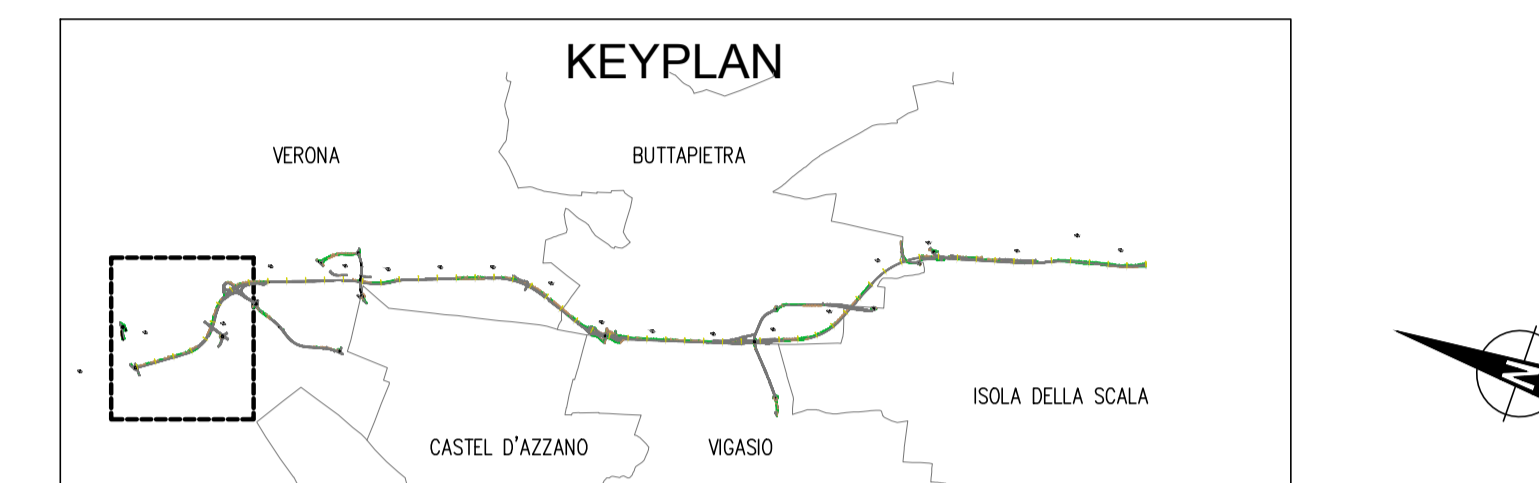 KEYPLAN
VERONA
BUTTAPIETRA
ISOLA DELLA SCALA
CASTEL D'AZZANO
VIGASIO
N